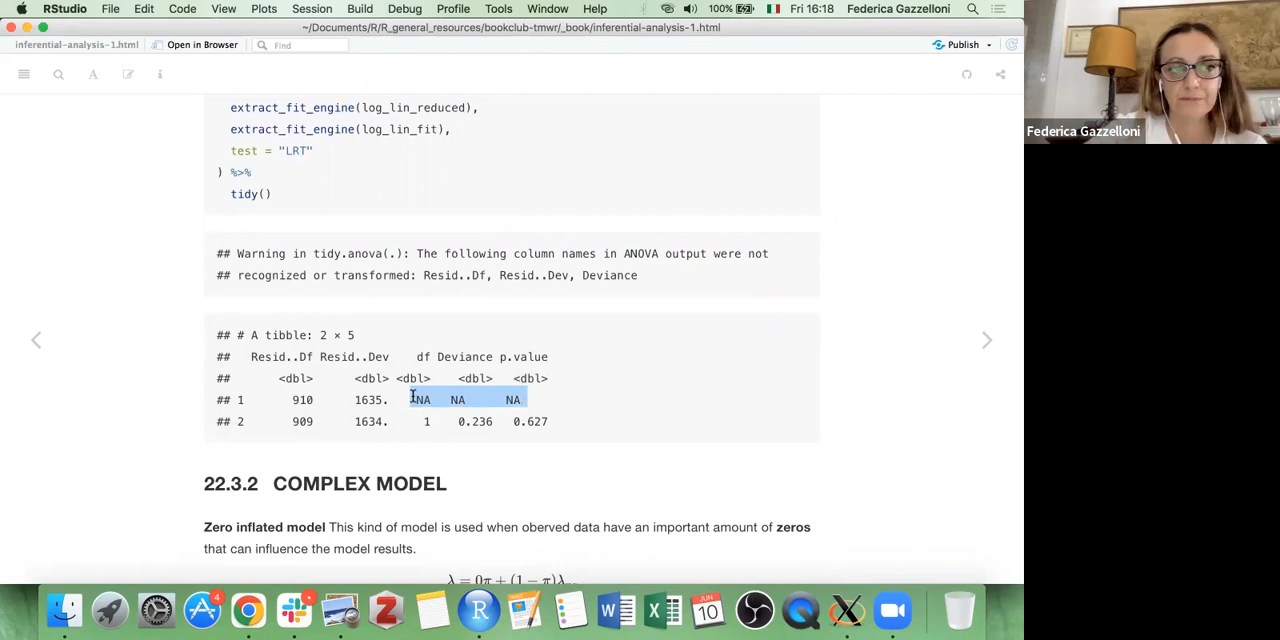 RStudio File Edit Code View Plots Session Build Debug Profile Tools Window Help 100% Fri 16:18 Federica Gazzelloni
~/Documents/R/R_general_resources/bookclub-tmwr/_book/inferential-analysis-1.html
inferential-analysis-1.html Open in Browser Find Publish
A i
extract_fit_engine(log_lin_reduced),
extract_fit_engine(log_lin_fit),
test = "LRT"
) %>%
tidy()
## Warning in tidy.anova(.): The following column names in ANOVA output were not
## recognized or transformed: Resid..Df, Resid..Dev, Deviance
## # A tibble: 2 × 5
## Resid..Df Resid..Dev df Deviance p.value
## <dbl> <dbl> <dbl> <dbl> <dbl>
## 1 910 1635. NA NA NA
## 2 909 1634. 1 0.236 0.627
22.3.2 COMPLEX MODEL
Zero inflated model This kind of model is used when oberved data have an important amount of zeros
that can influence the model results.
Federica Gazzelloni
4
JUN
10